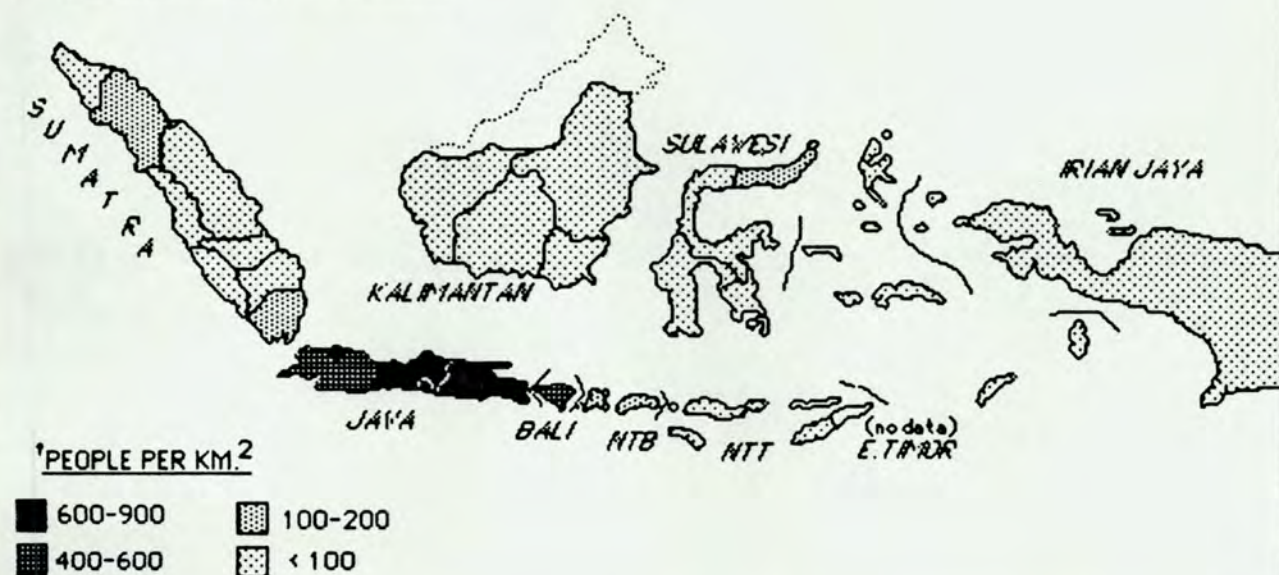 SUMATRA
SULAWESI
IRIAN JAYA
KALIMANTAN
JAVA
BALI
NTB
NTT
(no data)
E. TIMOR
†PEOPLE PER KM.²
600-900
100-200
400-600
< 100